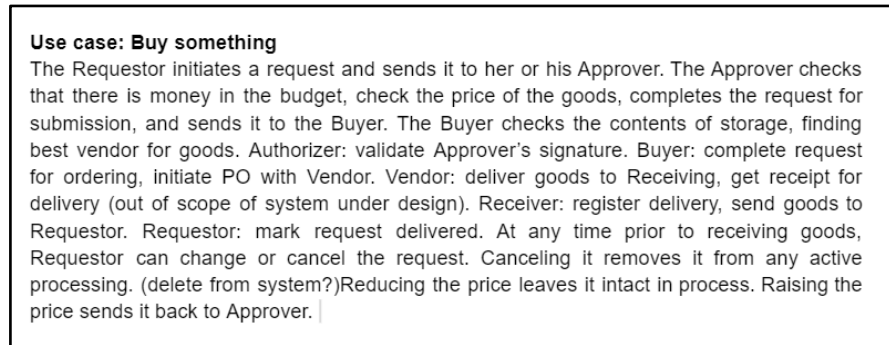 Use case: Buy something
The Requestor initiates a request and sends it to her or his Approver. The Approver checks
that there is money in the budget, check the price of the goods, completes the request for
submission, and sends it to the Buyer. The Buyer checks the contents of storage, finding
best vendor for goods. Authorizer: validate Approver's signature. Buyer: complete request
for ordering, initiate PO with Vendor. Vendor: deliver goods to Receiving, get receipt for
delivery (out of scope of system under design). Receiver: register delivery, send goods to
Requestor. Requestor: mark request delivered. At any time prior to receiving goods,
Requestor can change or cancel the request. Canceling it removes it from any active
processing. (delete from system?)Reducing the price leaves it intact in process. Raising the
price sends it back to Approver.